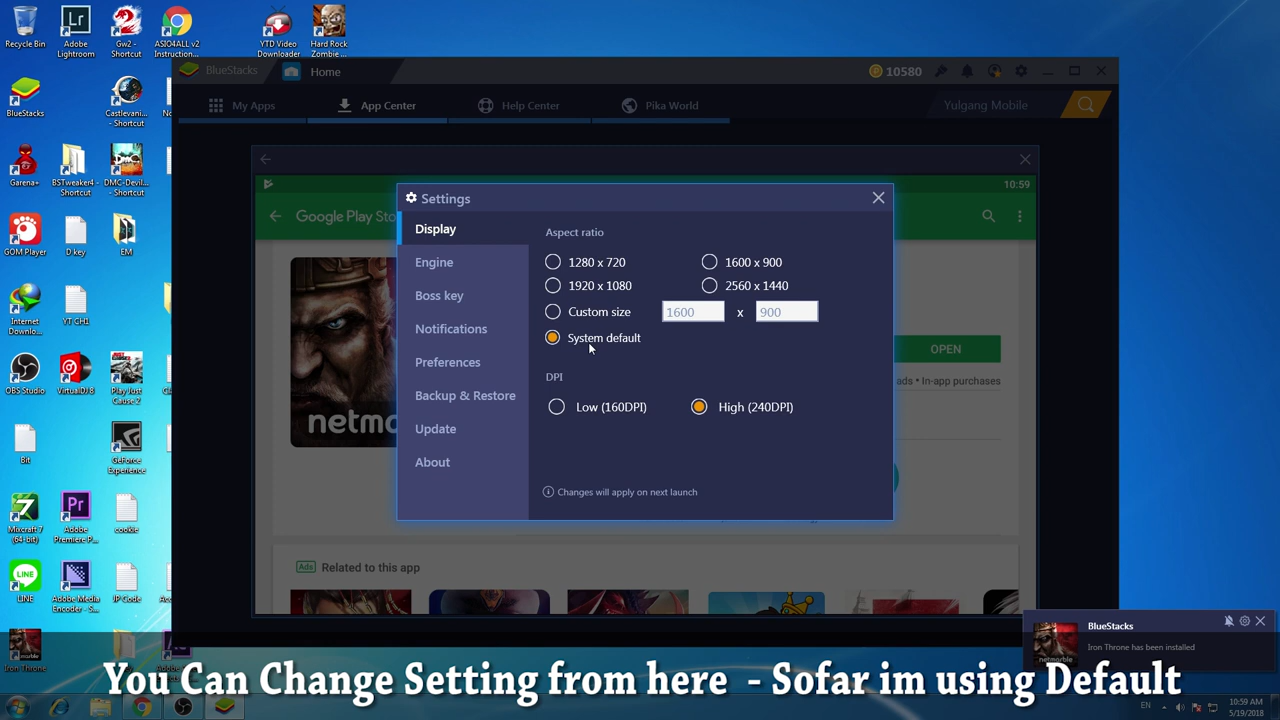 Recycle Bin
Adobe Lightroom
Gw2 - Shortcut
ASIO4ALL v2 Instruction...
YTD Video Downloader
Hard Rock Zombie ...
BlueStacks
Castlevani... - Shortcut
Garena+
BSTweaker4 - Shortcut
DMC-Devil... - Shortcut
GOM Player
D key
EM
Internet Downlo...
YT CHI
OBS Studio
VirtualDJ 8
Play Just Cause 2
Bit
GeForce Experience
Mixcraft 7 (64-bit)
Adobe Premiere P...
cookie
LINE
Adobe Media Encoder - S...
JP Code
Iron Throne
BlueStacks
Home
10580
My Apps
App Center
Help Center
Pika World
Yulgang Mobile
10:59
Google Play Sto
netm
OPEN
ads • In-app purchases
Ads Related to this app
Settings
Display
Engine
Boss key
Notifications
Preferences
Backup & Restore
Update
About
Aspect ratio
1280 x 720
1600 x 900
1920 x 1080
2560 x 1440
Custom size 1600 x 900
System default
DPI
Low (160DPI)
High (240DPI)
Changes will apply on next launch
BlueStacks
Iron Throne has been installed
netmarble
You Can Change Setting from here - Sofar im using Default
EN
10:59 AM
5/19/2018